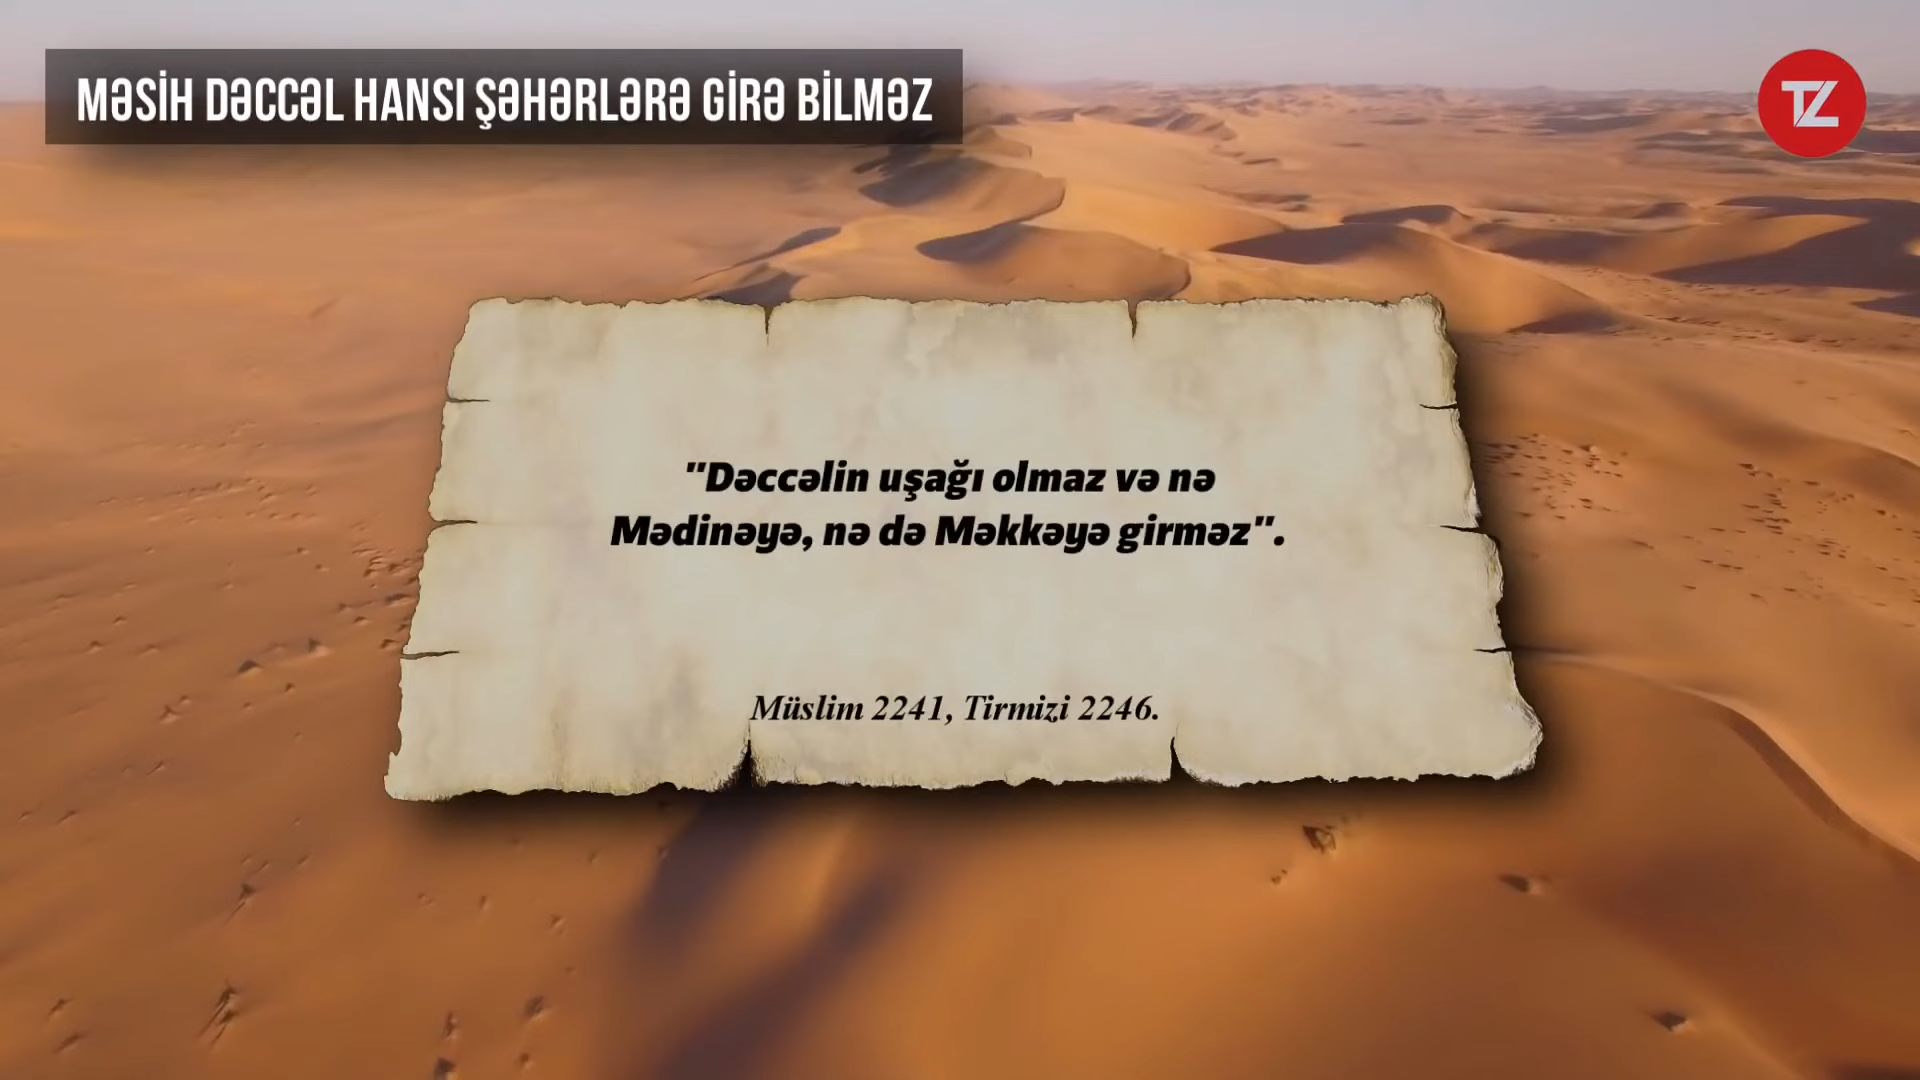 MƏSİH DƏCCƏL HANSI ŞƏHƏRLƏRƏ GİRƏ BİLMƏZ
TZ
"Dəccəlin uşağı olmaz və nə
Mədinəyə, nə də Məkkəyə girməz".
Müslim 2241, Tirmizi 2246.